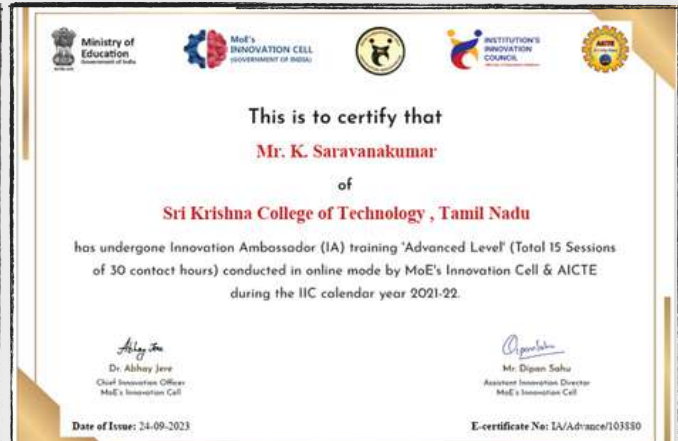 Ministry of
Education
Government of India
MoE's
INNOVATION CELL
(GOVERNMENT OF INDIA)
INSTITUTION'S
INNOVATION
COUNCIL
AICTE
This is to certify that
Mr. K. Saravanakumar
of
Sri Krishna College of Technology , Tamil Nadu
has undergone Innovation Ambassador (IA) training 'Advanced Level' (Total 15 Sessions
of 30 contact hours) conducted in online mode by MoE's Innovation Cell & AICTE
during the IIC calendar year 2021-22.
Dr. Abhay Jere
Chief Innovation Officer
MoE's Innovation Cell
Mr. Dipan Sahu
Assistant Innovation Director
MoE's Innovation Cell
Date of Issue: 24-09-2023
E-certificate No: IA/Advance/103880